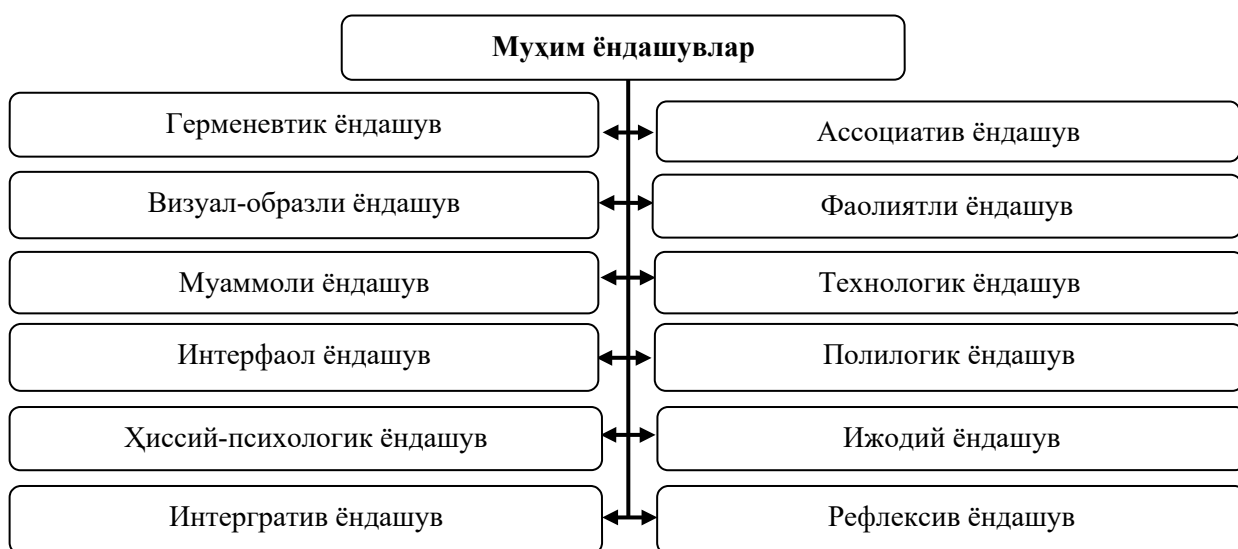 Муҳим ёндашувлар
Герменевтик ёндашув
Ассоциатив ёндашув
Визуал-образли ёндашув
Фаолиятли ёндашув
Муаммоли ёндашув
Технологик ёндашув
Интерфаол ёндашув
Полилогик ёндашув
Ҳиссий-психологик ёндашув
Ижодий ёндашув
Интергратив ёндашув
Рефлексив ёндашув